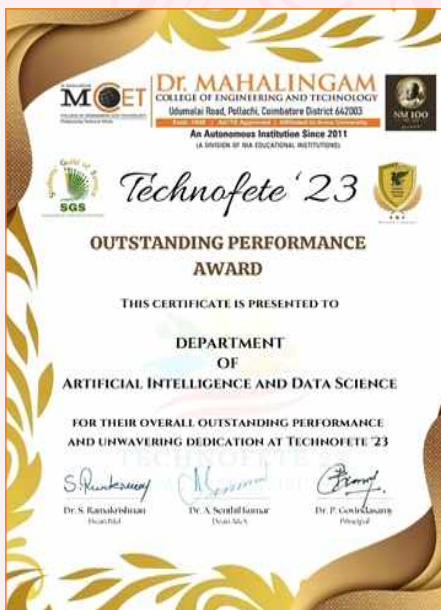 MCET
Dr. MAHALINGAM
COLLEGE OF ENGINEERING AND TECHNOLOGY
Udumalai Road, Pollachi, Coimbatore District 642003
An Autonomous Institution Since 2011
(A DIVISION OF NIA EDUCATIONAL INSTITUTIONS)
NM 100
SGS
Technofete '23
OUTSTANDING PERFORMANCE
AWARD
THIS CERTIFICATE IS PRESENTED TO
DEPARTMENT
OF
ARTIFICIAL INTELLIGENCE AND DATA SCIENCE
FOR THEIR OVERALL OUTSTANDING PERFORMANCE
AND UNWAVERING DEDICATION AT TECHNOFETE '23
TECHNOFETE
Dr. S. Ramakrishnan
Dr. A. Senthil Kumar
Dr. P. Govindasamy
Principal